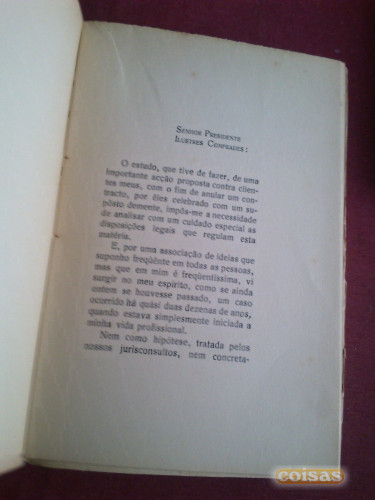 SENHOR PRESIDENTE
ILUSTRES CONFRADES:
O estudo, que tive de fazer, de uma
importante acção proposta contra clien-
tes meus, com o fim de anular um con-
tracto, por êles celebrado com um su-
pôsto demente, impôs-me a necessidade
de analisar com um cuidado especial as
disposições legais que regulam esta
matéria.
E, por uma associação de ideias que
suponho freqüente em todas as pessoas,
mas que em mim é freqüentíssima, vi
surgir no meu espírito, como se ainda
ontem se houvesse passado, um caso
ocorrido há quási duas dezenas de anos,
quando estava simplesmente iniciada a
minha vida profissional.
Nem como hipótese, tratada pelos
nossos jurisconsultos, nem concreta-
coisas